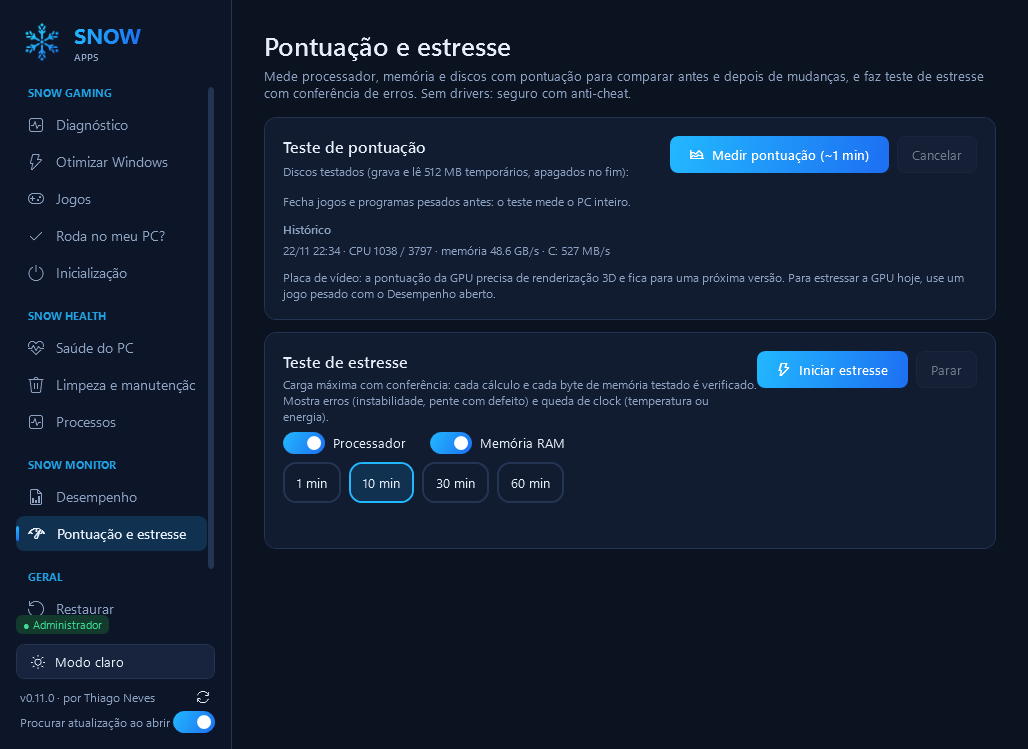 SNOW
APPS
SNOW GAMING
Diagnóstico
Otimizar Windows
Jogos
Roda no meu PC?
Inicialização
SNOW HEALTH
Saúde do PC
Limpeza e manutençãc
Processos
SNOW MONITOR
Desempenho
Pontuação e estresse
GERAL
Restaurar
Administrador
Modo claro
v0.11.0 · por Thiago Neves
Procurar atualização ao abrir
Pontuação e estresse
Mede processador, memória e discos com pontuação para comparar antes e depois de mudanças, e faz teste de estresse
com conferência de erros. Sem drivers: seguro com anti-cheat.
Teste de pontuação
Medir pontuação (~1 min)
Cancelar
Discos testados (grava e lê 512 MB temporários, apagados no fim):
Fecha jogos e programas pesados antes: o teste mede o PC inteiro.
Histórico
22/11 22:34 · CPU 1038 / 3797 · memória 48.6 GB/s · C: 527 MB/s
Placa de vídeo: a pontuação da GPU precisa de renderização 3D e fica para uma próxima versão. Para estressar a GPU hoje, use um
jogo pesado com o Desempenho aberto.
Teste de estresse
Iniciar estresse
Parar
Carga máxima com conferência: cada cálculo e cada byte de memória testado é verificado.
Mostra erros (instabilidade, pente com defeito) e queda de clock (temperatura ou
energia).
Processador
Memória RAM
1 min
10 min
30 min
60 min